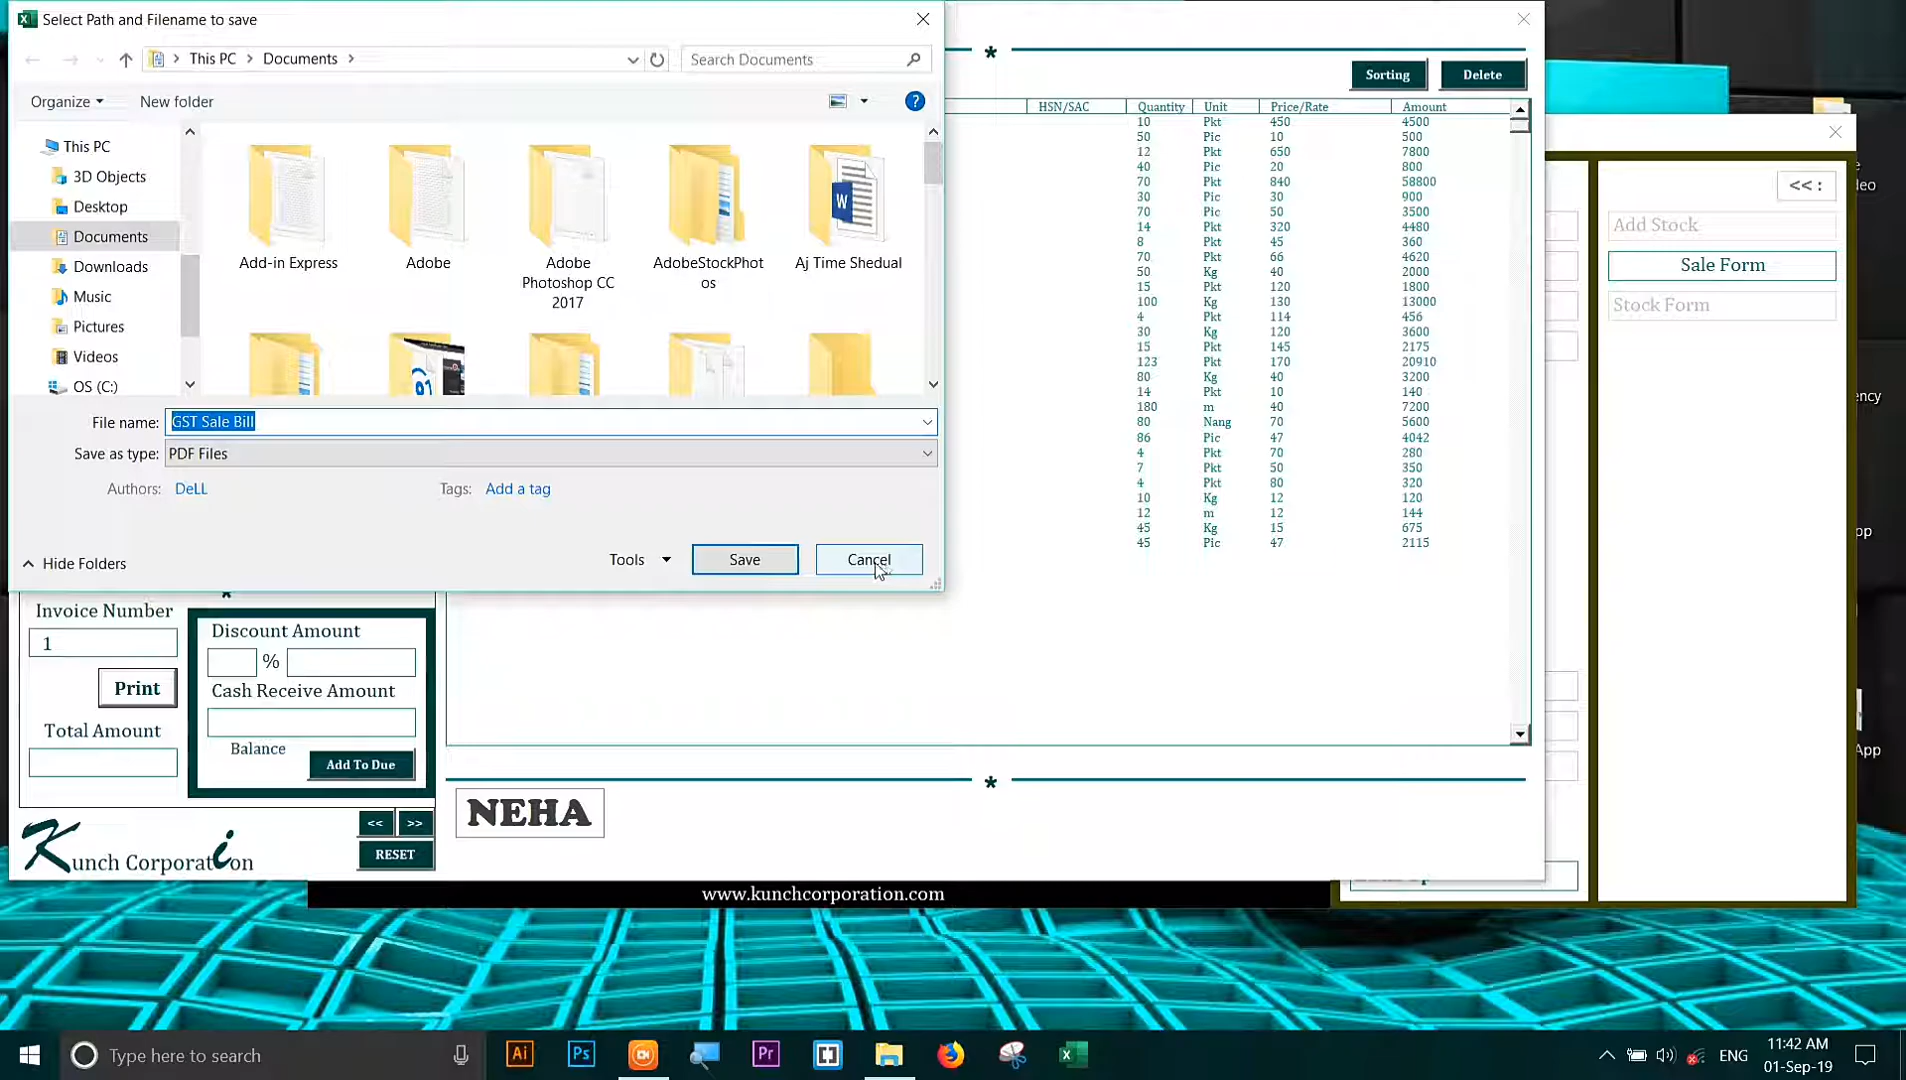 Select Path and Filename to save
This PC
Documents
Search Documents
Organize
New folder
This PC
3D Objects
Desktop
Documents
Downloads
Music
Pictures
Videos
OS (C:)
Add-in Express
Adobe
Adobe Photoshop CC 2017
AdobeStockPhotos
Aj Time Shedual
File name: GST Sale Bill
Save as type: PDF Files
Authors: DeLL
Tags: Add a tag
Hide Folders
Tools
Save
Cancel
Sorting
Delete
HSN/SAC Quantity Unit Price/Rate Amount
10 Pkt 450 4500
50 Pic 10 500
12 Pkt 650 7800
40 Pic 20 800
70 Pkt 840 58800
30 Pic 30 900
70 Pic 50 3500
14 Pkt 320 4480
8 Pkt 45 360
70 Pkt 66 4620
50 Kg 40 2000
15 Pkt 120 1800
100 Kg 130 13000
4 Pkt 114 456
30 Kg 120 3600
15 Pkt 145 2175
123 Pkt 170 20910
80 Kg 40 3200
14 Pkt 10 140
180 m 40 7200
80 Nang 70 5600
86 Pic 47 4042
4 Pkt 70 280
7 Pkt 50 350
4 Pkt 80 320
10 Kg 12 120
12 m 12 144
45 Kg 15 675
45 Pic 47 2115
<< :
Add Stock
Sale Form
Stock Form
Invoice Number
1
Print
Total Amount
Discount Amount
%
Cash Receive Amount
Balance
Add To Due
<< >>
RESET
Kunch Corporation
NEHA
www.kunchcorporation.com
Type here to search
Ai
Ps
Pr
ENG
11:42 AM
01-Sep-19